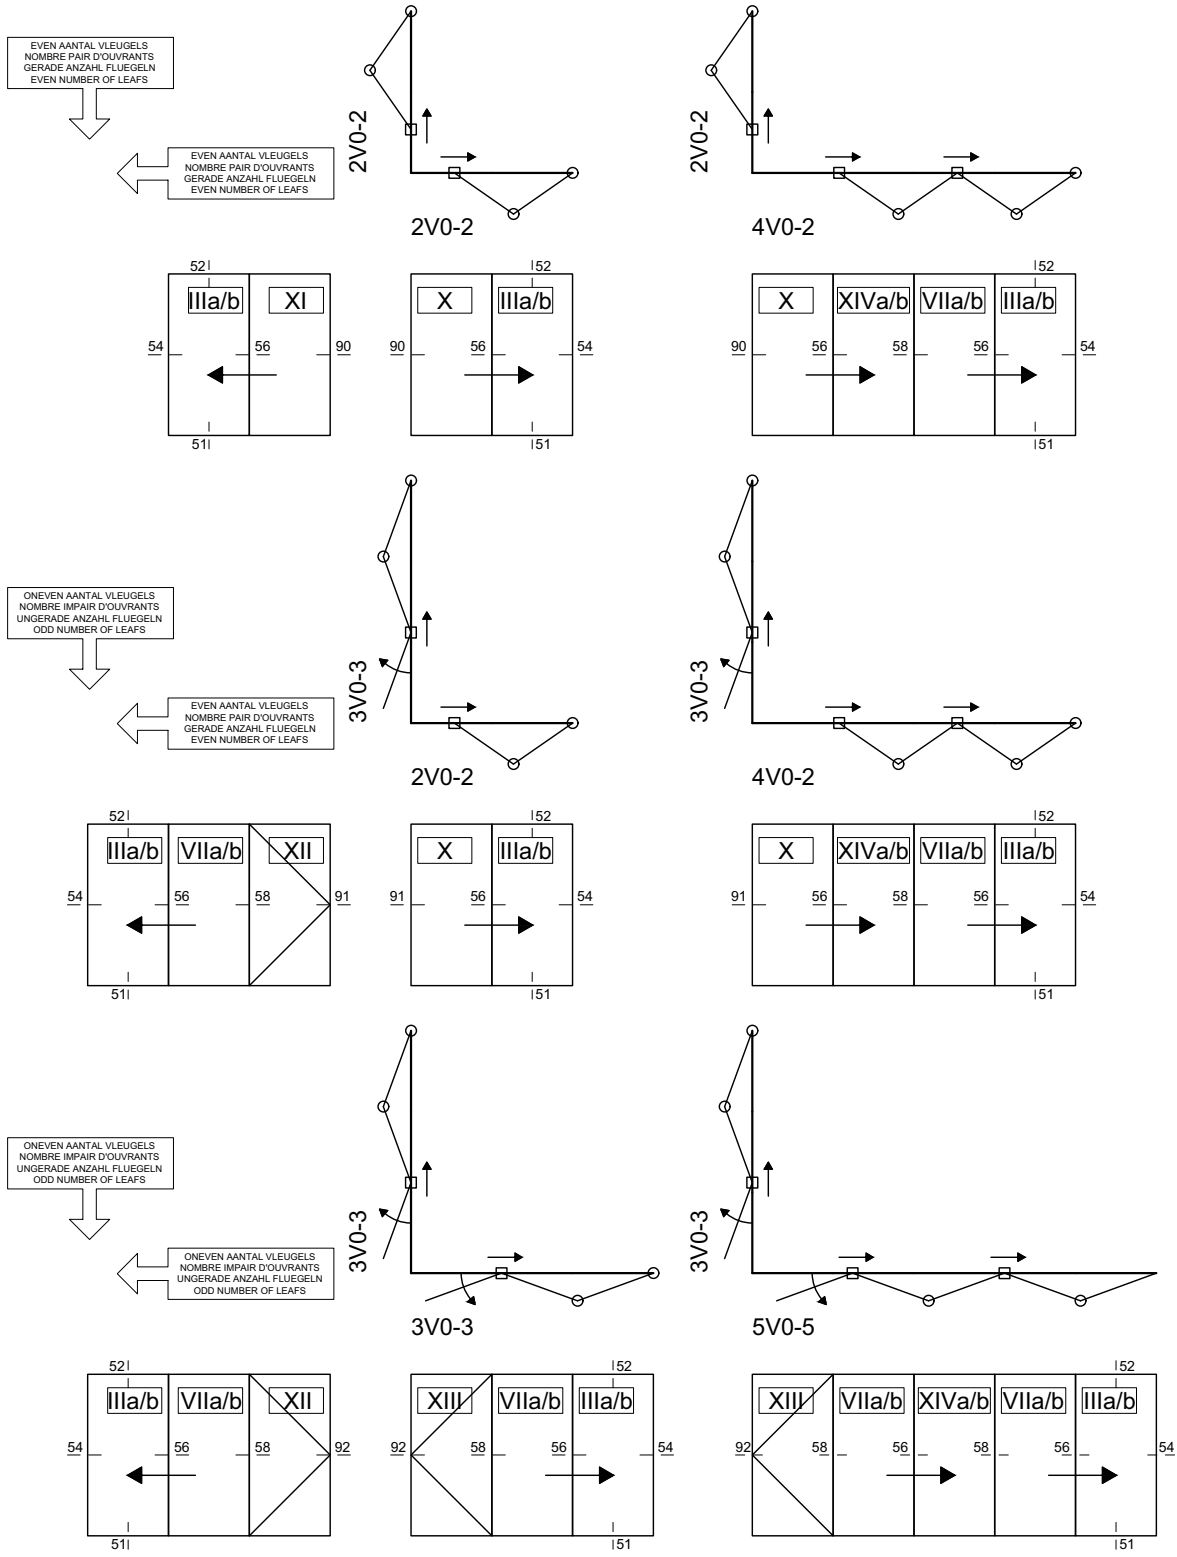 EVEN AANTAL VLEUGELS
NOMBRE PAIR D'OUVRANTS
GERADE ANZAHL FLUEGELN
EVEN NUMBER OF LEAFS
EVEN AANTAL VLEUGELS
NOMBRE PAIR D'OUVRANTS
GERADE ANZAHL FLUEGELN
EVEN NUMBER OF LEAFS
2V0-2
2V0-2
2V0-2
4V0-2
52 52 52
IIIa/b XI X IIIa/b X XIVa/b VIIa/b IIIa/b
54 56 90 90 56 54 90 56 58 56 54
51 51 51
ONEVEN AANTAL VLEUGELS
NOMBRE IMPAIR D'OUVRANTS
UNGERADE ANZAHL FLUEGELN
ODD NUMBER OF LEAFS
EVEN AANTAL VLEUGELS
NOMBRE PAIR D'OUVRANTS
GERADE ANZAHL FLUEGELN
EVEN NUMBER OF LEAFS
3V0-3
2V0-2
3V0-3
4V0-2
52 52 52
IIIa/b VIIa/b XII X IIIa/b X XIVa/b VIIa/b IIIa/b
54 56 58 91 91 56 54 91 56 58 56 54
51 51 51
ONEVEN AANTAL VLEUGELS
NOMBRE IMPAIR D'OUVRANTS
UNGERADE ANZAHL FLUEGELN
ODD NUMBER OF LEAFS
ONEVEN AANTAL VLEUGELS
NOMBRE IMPAIR D'OUVRANTS
UNGERADE ANZAHL FLUEGELN
ODD NUMBER OF LEAFS
3V0-3
3V0-3
3V0-3
5V0-5
52 52 52
IIIa/b VIIa/b XII XIII VIIa/b IIIa/b XIII VIIa/b XIVa/b VIIa/b IIIa/b
54 56 58 92 92 58 56 54 92 58 56 58 56 54
51 51 51